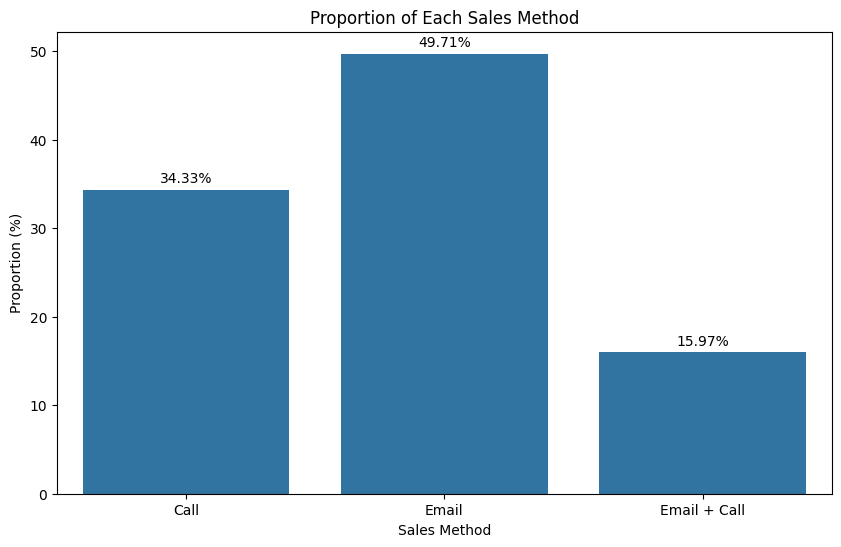 Proportion of Each Sales Method
49.71%
34.33%
15.97%
50
40
30
20
10
0
Proportion (%)
Call
Email
Email + Call
Sales Method